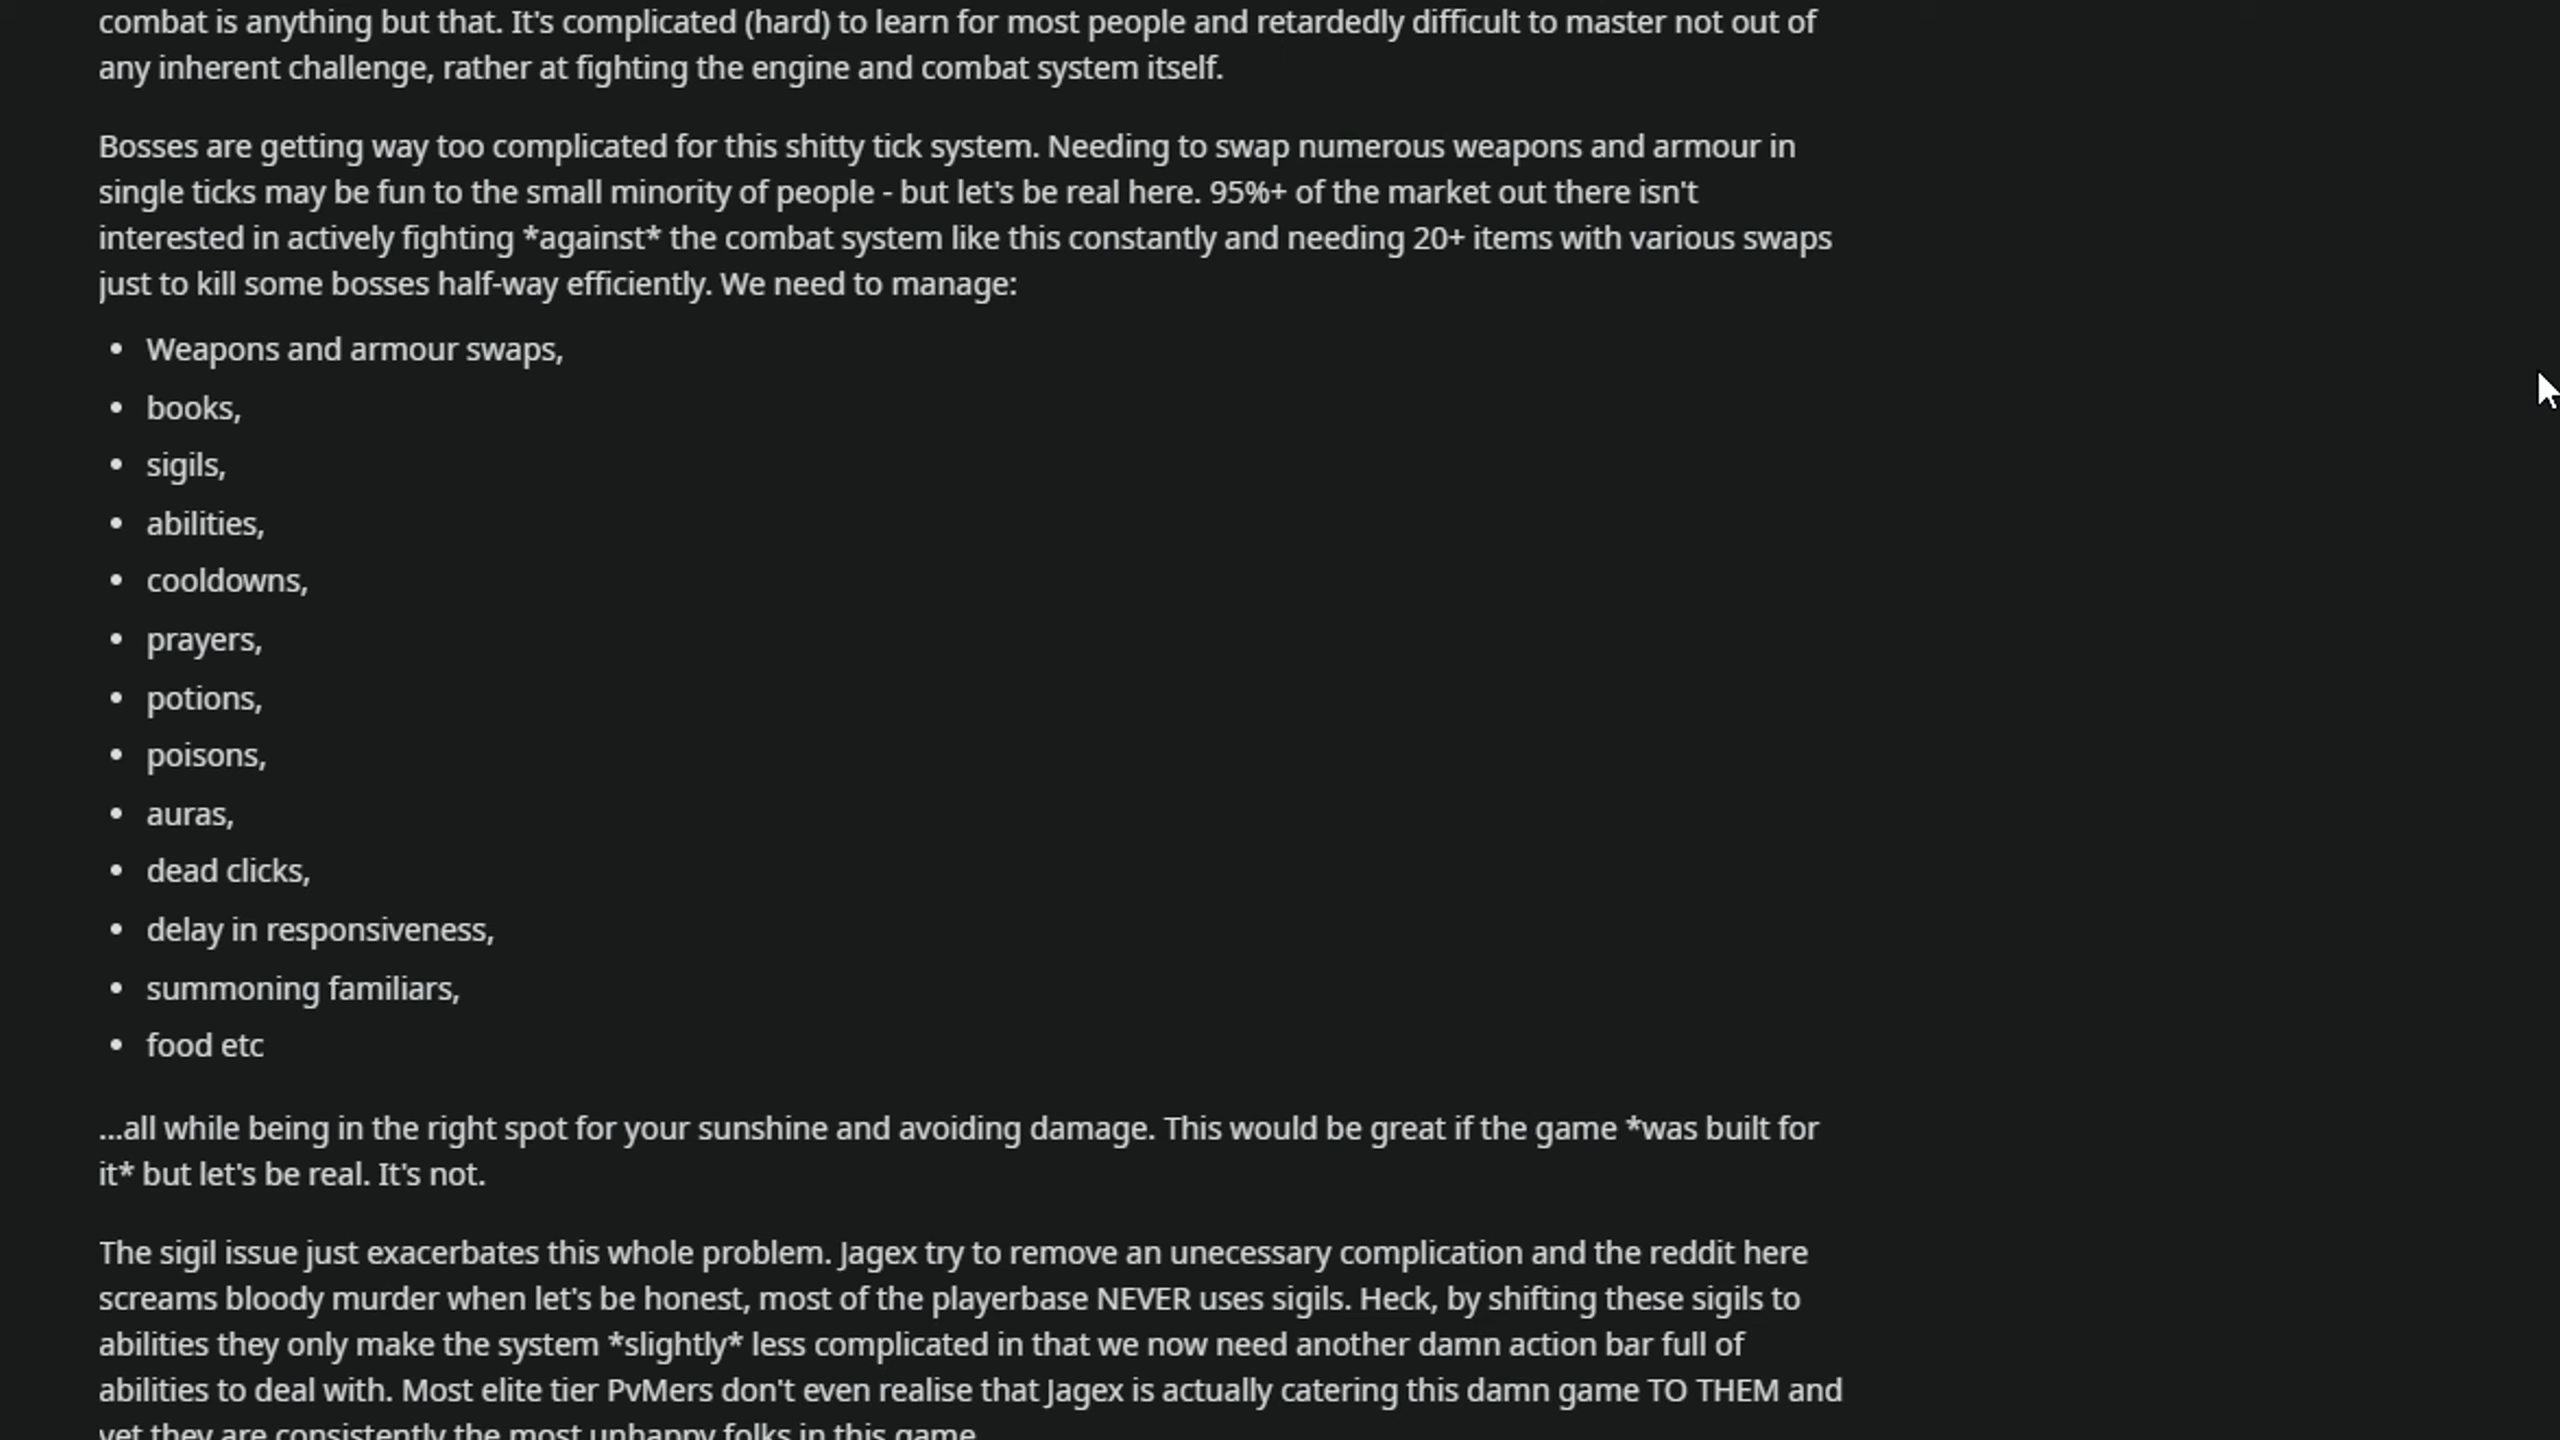 combat is anything but that. It's complicated (hard) to learn for most people and retardedly difficult to master not out of
any inherent challenge, rather at fighting the engine and combat system itself.
Bosses are getting way too complicated for this shitty tick system. Needing to swap numerous weapons and armour in
single ticks may be fun to the small minority of people - but let's be real here. 95%+ of the market out there isn't
interested in actively fighting *against* the combat system like this constantly and needing 20+ items with various swaps
just to kill some bosses half-way efficiently. We need to manage:
• Weapons and armour swaps,
• books,
• sigils,
• abilities,
• cooldowns,
• prayers,
• potions,
• poisons,
• auras,
• dead clicks,
• delay in responsiveness,
• summoning familiars,
• food etc
...all while being in the right spot for your sunshine and avoiding damage. This would be great if the game *was built for
it* but let's be real. It's not.
The sigil issue just exacerbates this whole problem. Jagex try to remove an unecessary complication and the reddit here
screams bloody murder when let's be honest, most of the playerbase NEVER uses sigils. Heck, by shifting these sigils to
abilities they only make the system *slightly* less complicated in that we now need another damn action bar full of
abilities to deal with. Most elite tier PvMers don't even realise that Jagex is actually catering this damn game TO THEM and
yet they are consistently the most unhappy folks in this game.